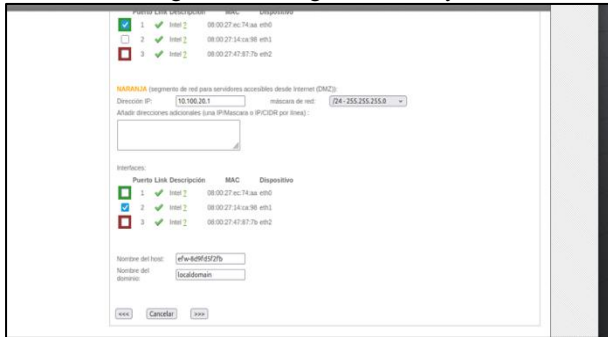 Puerta Link Descripción MAC Dispositivo
1 Intel ? 08:00:27:ec:74:aa eth0
2 Intel ? 08:00:27:14:ca:98 eth1
3 Intel ? 08:00:27:47:87:7b eth2
NARANJA (segmento de red para servidores accesibles desde Internet (DMZ)):
Dirección IP: 10.100.20.1 máscara de red: /24 - 255.255.255.0
Añadir direcciones adicionales (una IP/Mascara o IP/CIDR por línea) :
Interfaces:
Puerta Link Descripción MAC Dispositivo
1 Intel ? 08:00:27:ec:74:aa eth0
2 Intel ? 08:00:27:14:ca:98 eth1
3 Intel ? 08:00:27:47:87:7b eth2
Nombre del host:
Nombre del dominio: localdomain
<<< Cancelar >>>